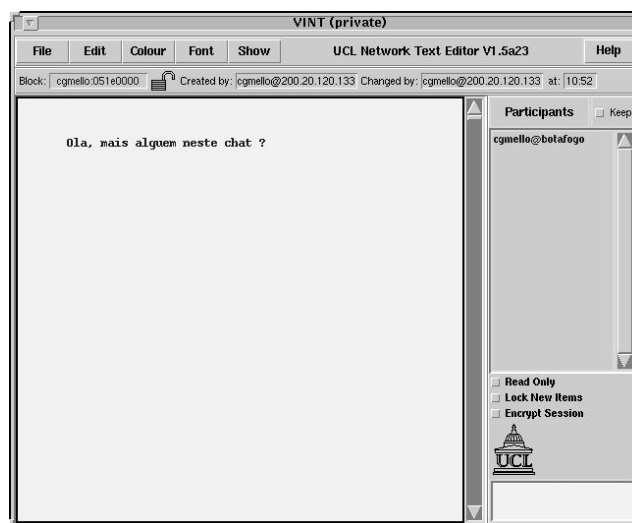 VINT (private)
File Edit Colour Font Show UCL Network Text Editor V1.5a23 Help
Block: cgmello:051e0000 Created by: cgmello@200.20.120.133 Changed by: cgmello@200.20.120.133 at: 10:52
Participants Keep
cgmello@botafogo
Ola, mais alguem neste chat ?
Read Only
Lock New Items
Encrypt Session
UCL